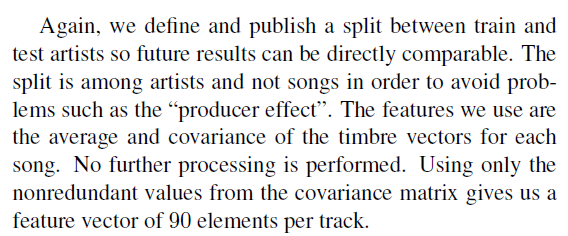 Again, we define and publish a split between train and
test artists so future results can be directly comparable. The
split is among artists and not songs in order to avoid prob-
lems such as the “producer effect”. The features we use are
the average and covariance of the timbre vectors for each
song. No further processing is performed. Using only the
nonredundant values from the covariance matrix gives us a
feature vector of 90 elements per track.